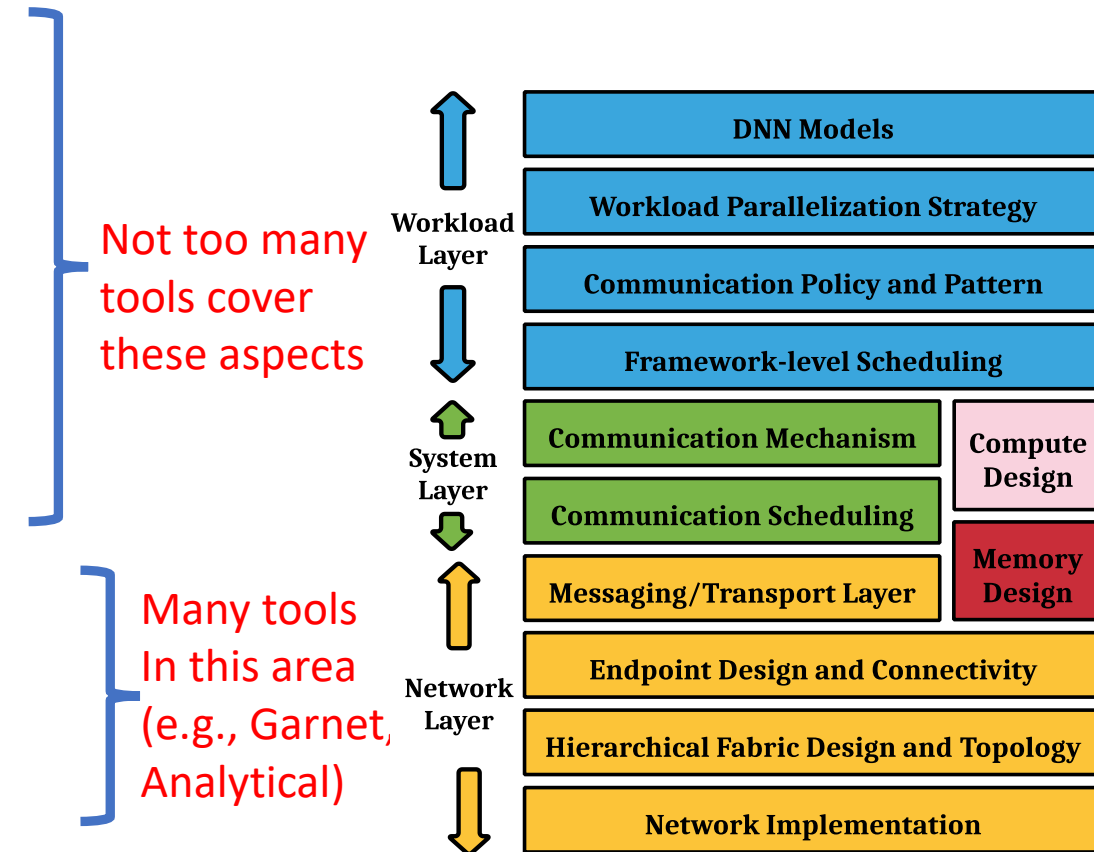 DNN Models
Workload Parallelization Strategy
Workload
Layer
Communication Policy and Pattern
Framework-level Scheduling
Not too many
tools cover
these aspects
Communication Mechanism
Compute
Design
System
Layer
Communication Scheduling
Messaging/Transport Layer
Memory
Design
Many tools
In this area
(e.g., Garnet,
Analytical)
Endpoint Design and Connectivity
Network
Layer
Hierarchical Fabric Design and Topology
Network Implementation